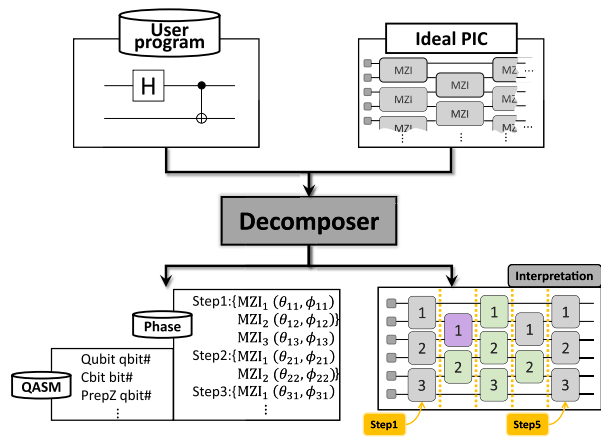 User
program
H
Ideal PIC
MZI
MZI
MZ
...
MZI
MZI
MZI
MZI
Decomposer
Interpretation
Phase
Step1:{MZI₁ (θ₁₁, ϕ₁₁)
MZI₂ (θ₁₂, ϕ₁₂)}
MZI₃ (θ₁₃, ϕ₁₃)
Step2:{MZI₁ (θ₂₁, ϕ₂₁)
MZI₂ (θ₂₂, ϕ₂₂)}
Step3:{MZI₁ (θ₃₁, ϕ₃₁)
⋮
QASM
Qubit qbit#
Cbit bit#
PrepZ qbit#
⋮
1 1 1
1 1
2 2 2
2 2
3 3 3
Step1
Step5